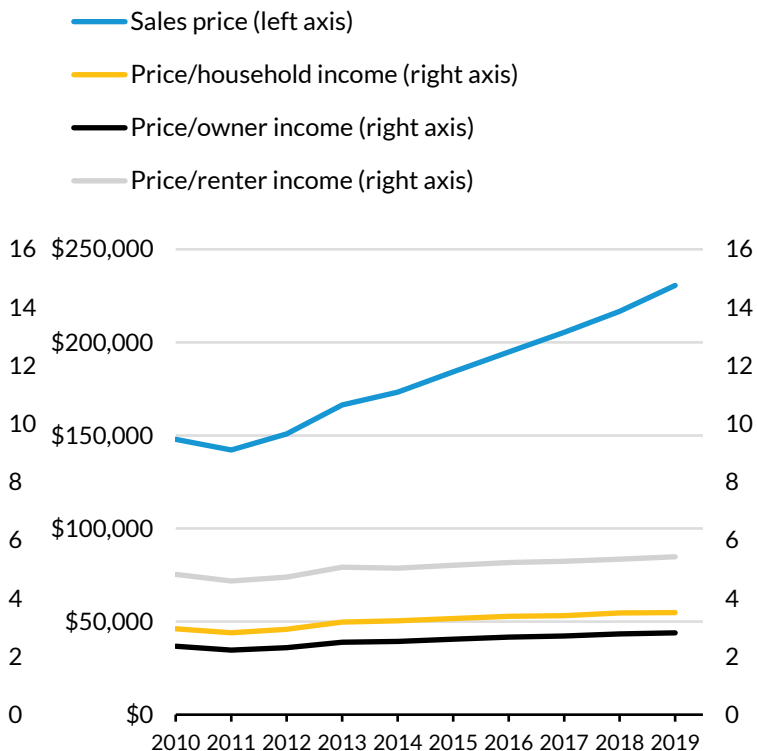 Sales price (left axis)
Price/household income (right axis)
Price/owner income (right axis)
Price/renter income (right axis)
16 $250,000 16
14 14
$200,000
12 12
10 $150,000 10
8 8
6 $100,000 6
4 4
$50,000
2 2
0 $0 0
2010 2011 2012 2013 2014 2015 2016 2017 2018 2019